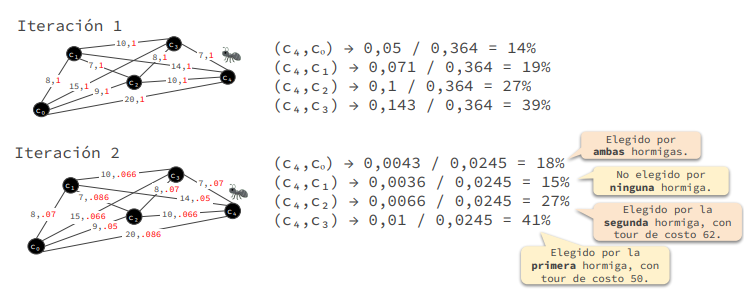 Iteración 1
10,1
c₃
c₁
7,1
8,1
7,1
14,1
8,1
15,1
9,1
c₂
10,1
c₄
20,1
c₀
(c₄,c₀) → 0,05 / 0,364 = 14%
(c₄,c₁) → 0,071 / 0,364 = 19%
(c₄,c₂) → 0,1 / 0,364 = 27%
(c₄,c₃) → 0,143 / 0,364 = 39%
Iteración 2
10,.066
c₃
c₁
7,.07
7,.086
8,.07
14,.05
8,.07
15,.066
c₂
10,.066
c₄
9,.05
20,.086
c₀
(c₄,c₀) → 0,0043 / 0,0245 = 18%
(c₄,c₁) → 0,0036 / 0,0245 = 15%
(c₄,c₂) → 0,0066 / 0,0245 = 27%
(c₄,c₃) → 0,01 / 0,0245 = 41%
Elegido por
ambas hormigas.
No elegido por
ninguna hormiga.
Elegido por la
segunda hormiga, con
tour de costo 62.
Elegido por la
primera hormiga, con
tour de costo 50.